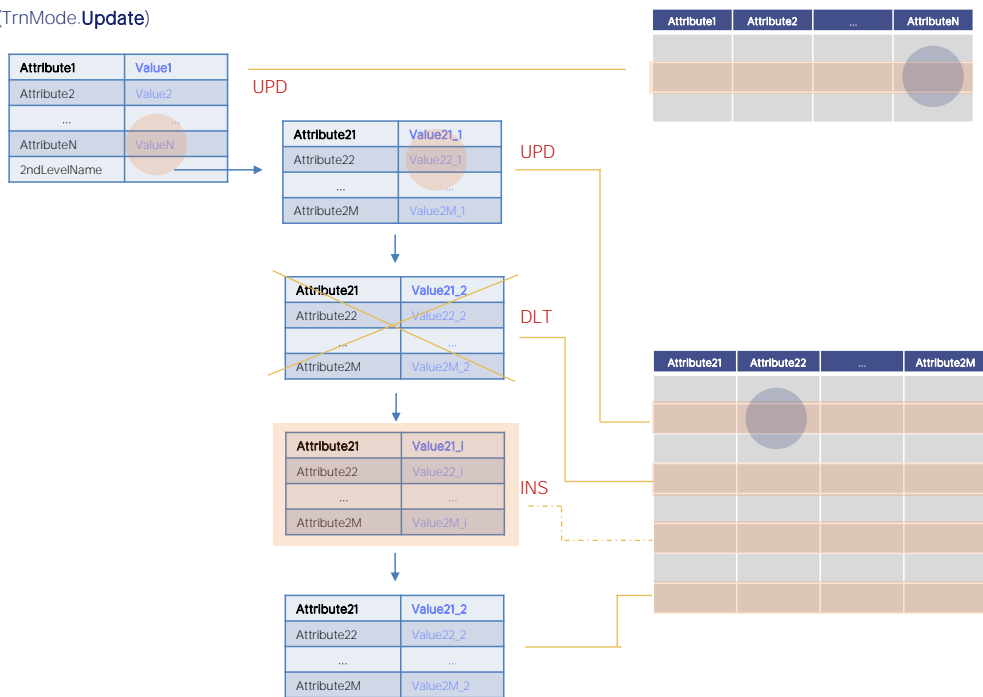 (TrnMode.Update)
Attribute1 Attribute2 ... AttributeN
Attribute1 Value1
Attribute2 Value2
... ...
AttributeN ValueN
2ndLevelName
UPD
Attribute21 Value21_1
Attribute22 Value22_1
... ...
Attribute2M Value2M_1
UPD
Attribute21 Value21_2
Attribute22 Value22_2
... ...
Attribute2M Value2M_2
DLT
Attribute21 Attribute22 ... Attribute2M
Attribute21 Value21_I
Attribute22 Value22_i
... ...
Attribute2M Value2M_i
INS
Attribute21 Value21_2
Attribute22 Value22_2
... ...
Attribute2M Value2M_2